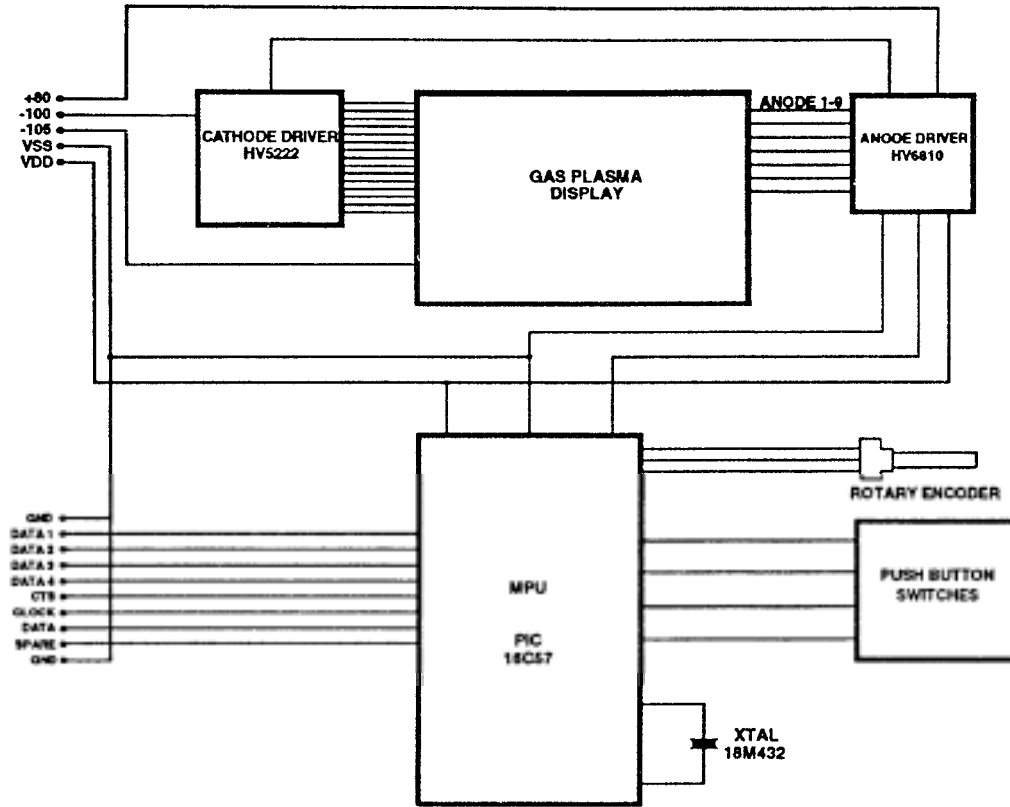 +80
-100
-105
VSS
VDD
CATHODE DRIVER
HV5222
GAS PLASMA
DISPLAY
ANODE 1-9
ANODE DRIVER
HV6810
ROTARY ENCODER
GND
DATA 1
DATA 2
DATA 3
DATA 4
CTS
CLOCK
DATA
SPARE
GND
MPU
PIC
16C57
PUSH BUTTON
SWITCHES
XTAL
18M432